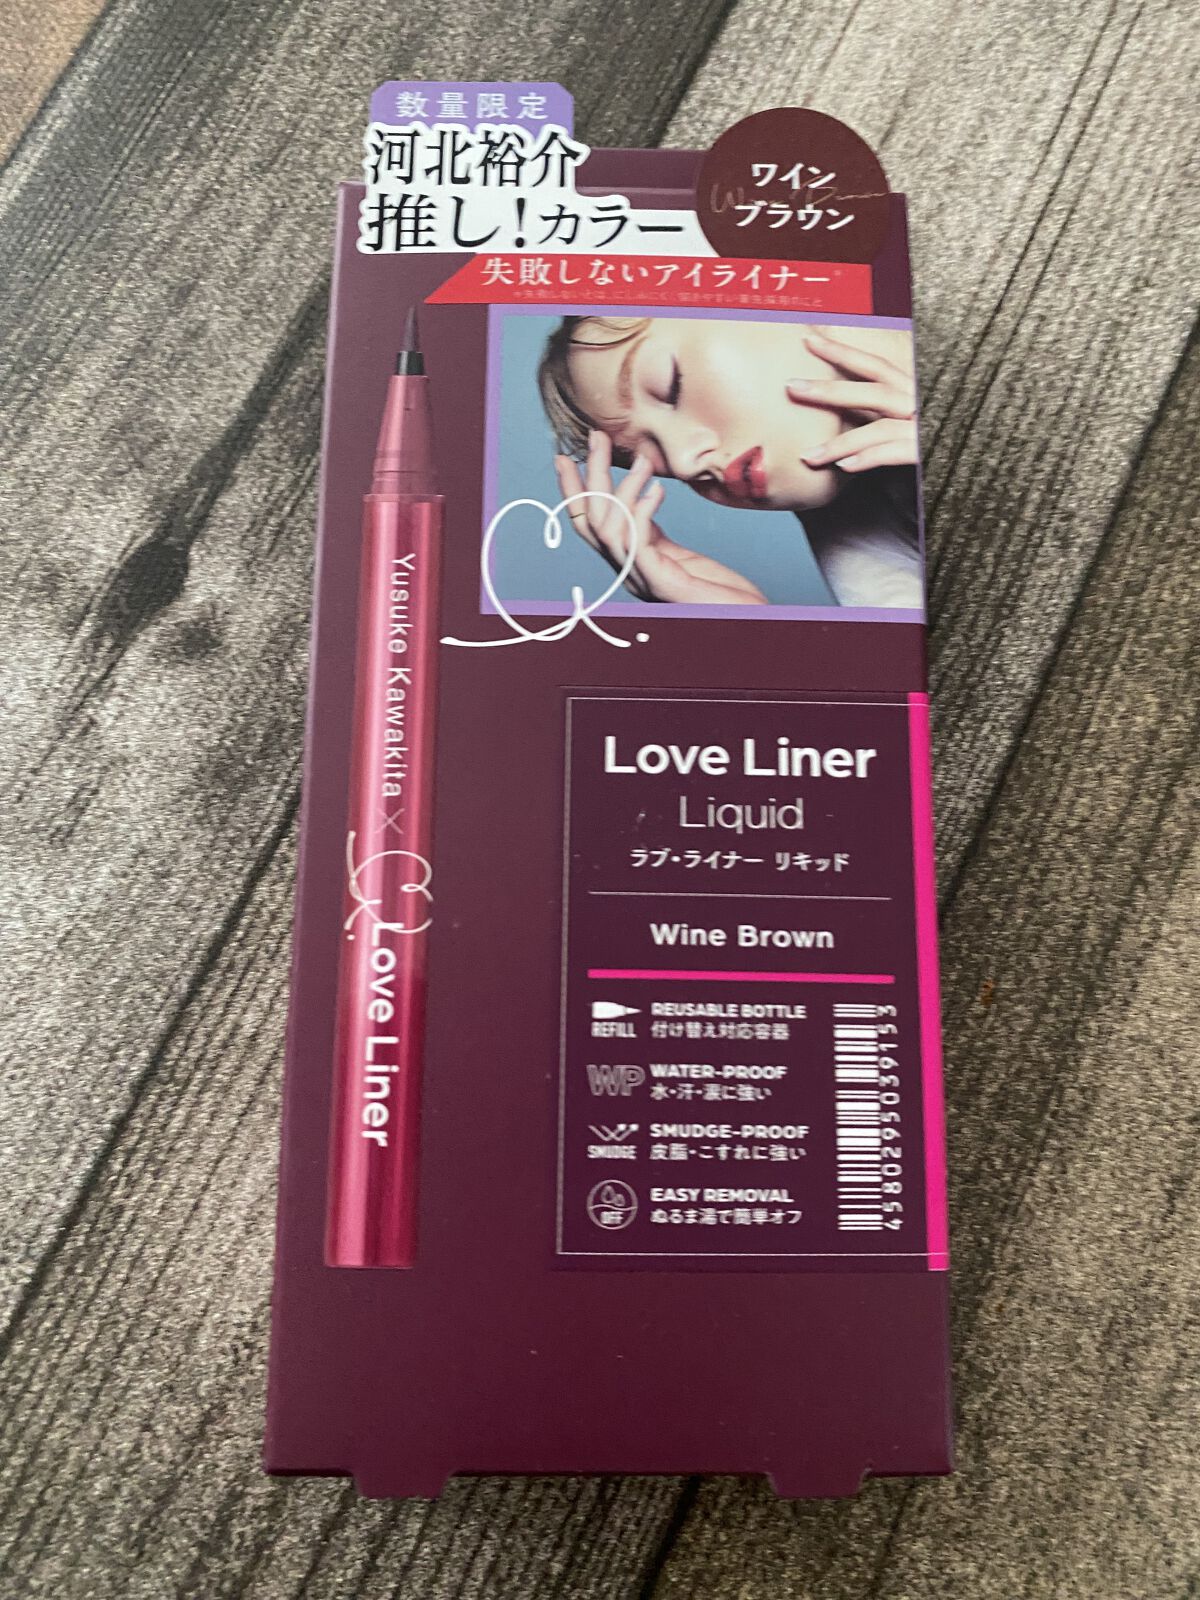 数量限定
河北裕介
推し!カラー
ワイン
ブラウン
失敗しないアイライナー*
Yusuke Kawakita ×
Love Liner
Love Liner
Liquid
ラブ・ライナー リキッド
Wine Brown
REFILL
REUSABLE BOTTLE
付け替え対応容器
WP
WATER-PROOF
水・汗・涙に強い
SMUDGE
SMUDGE-PROOF
皮脂・こすれに強い
OFF
EASY REMOVAL
ぬるま湯で簡単オフ
4580295039153